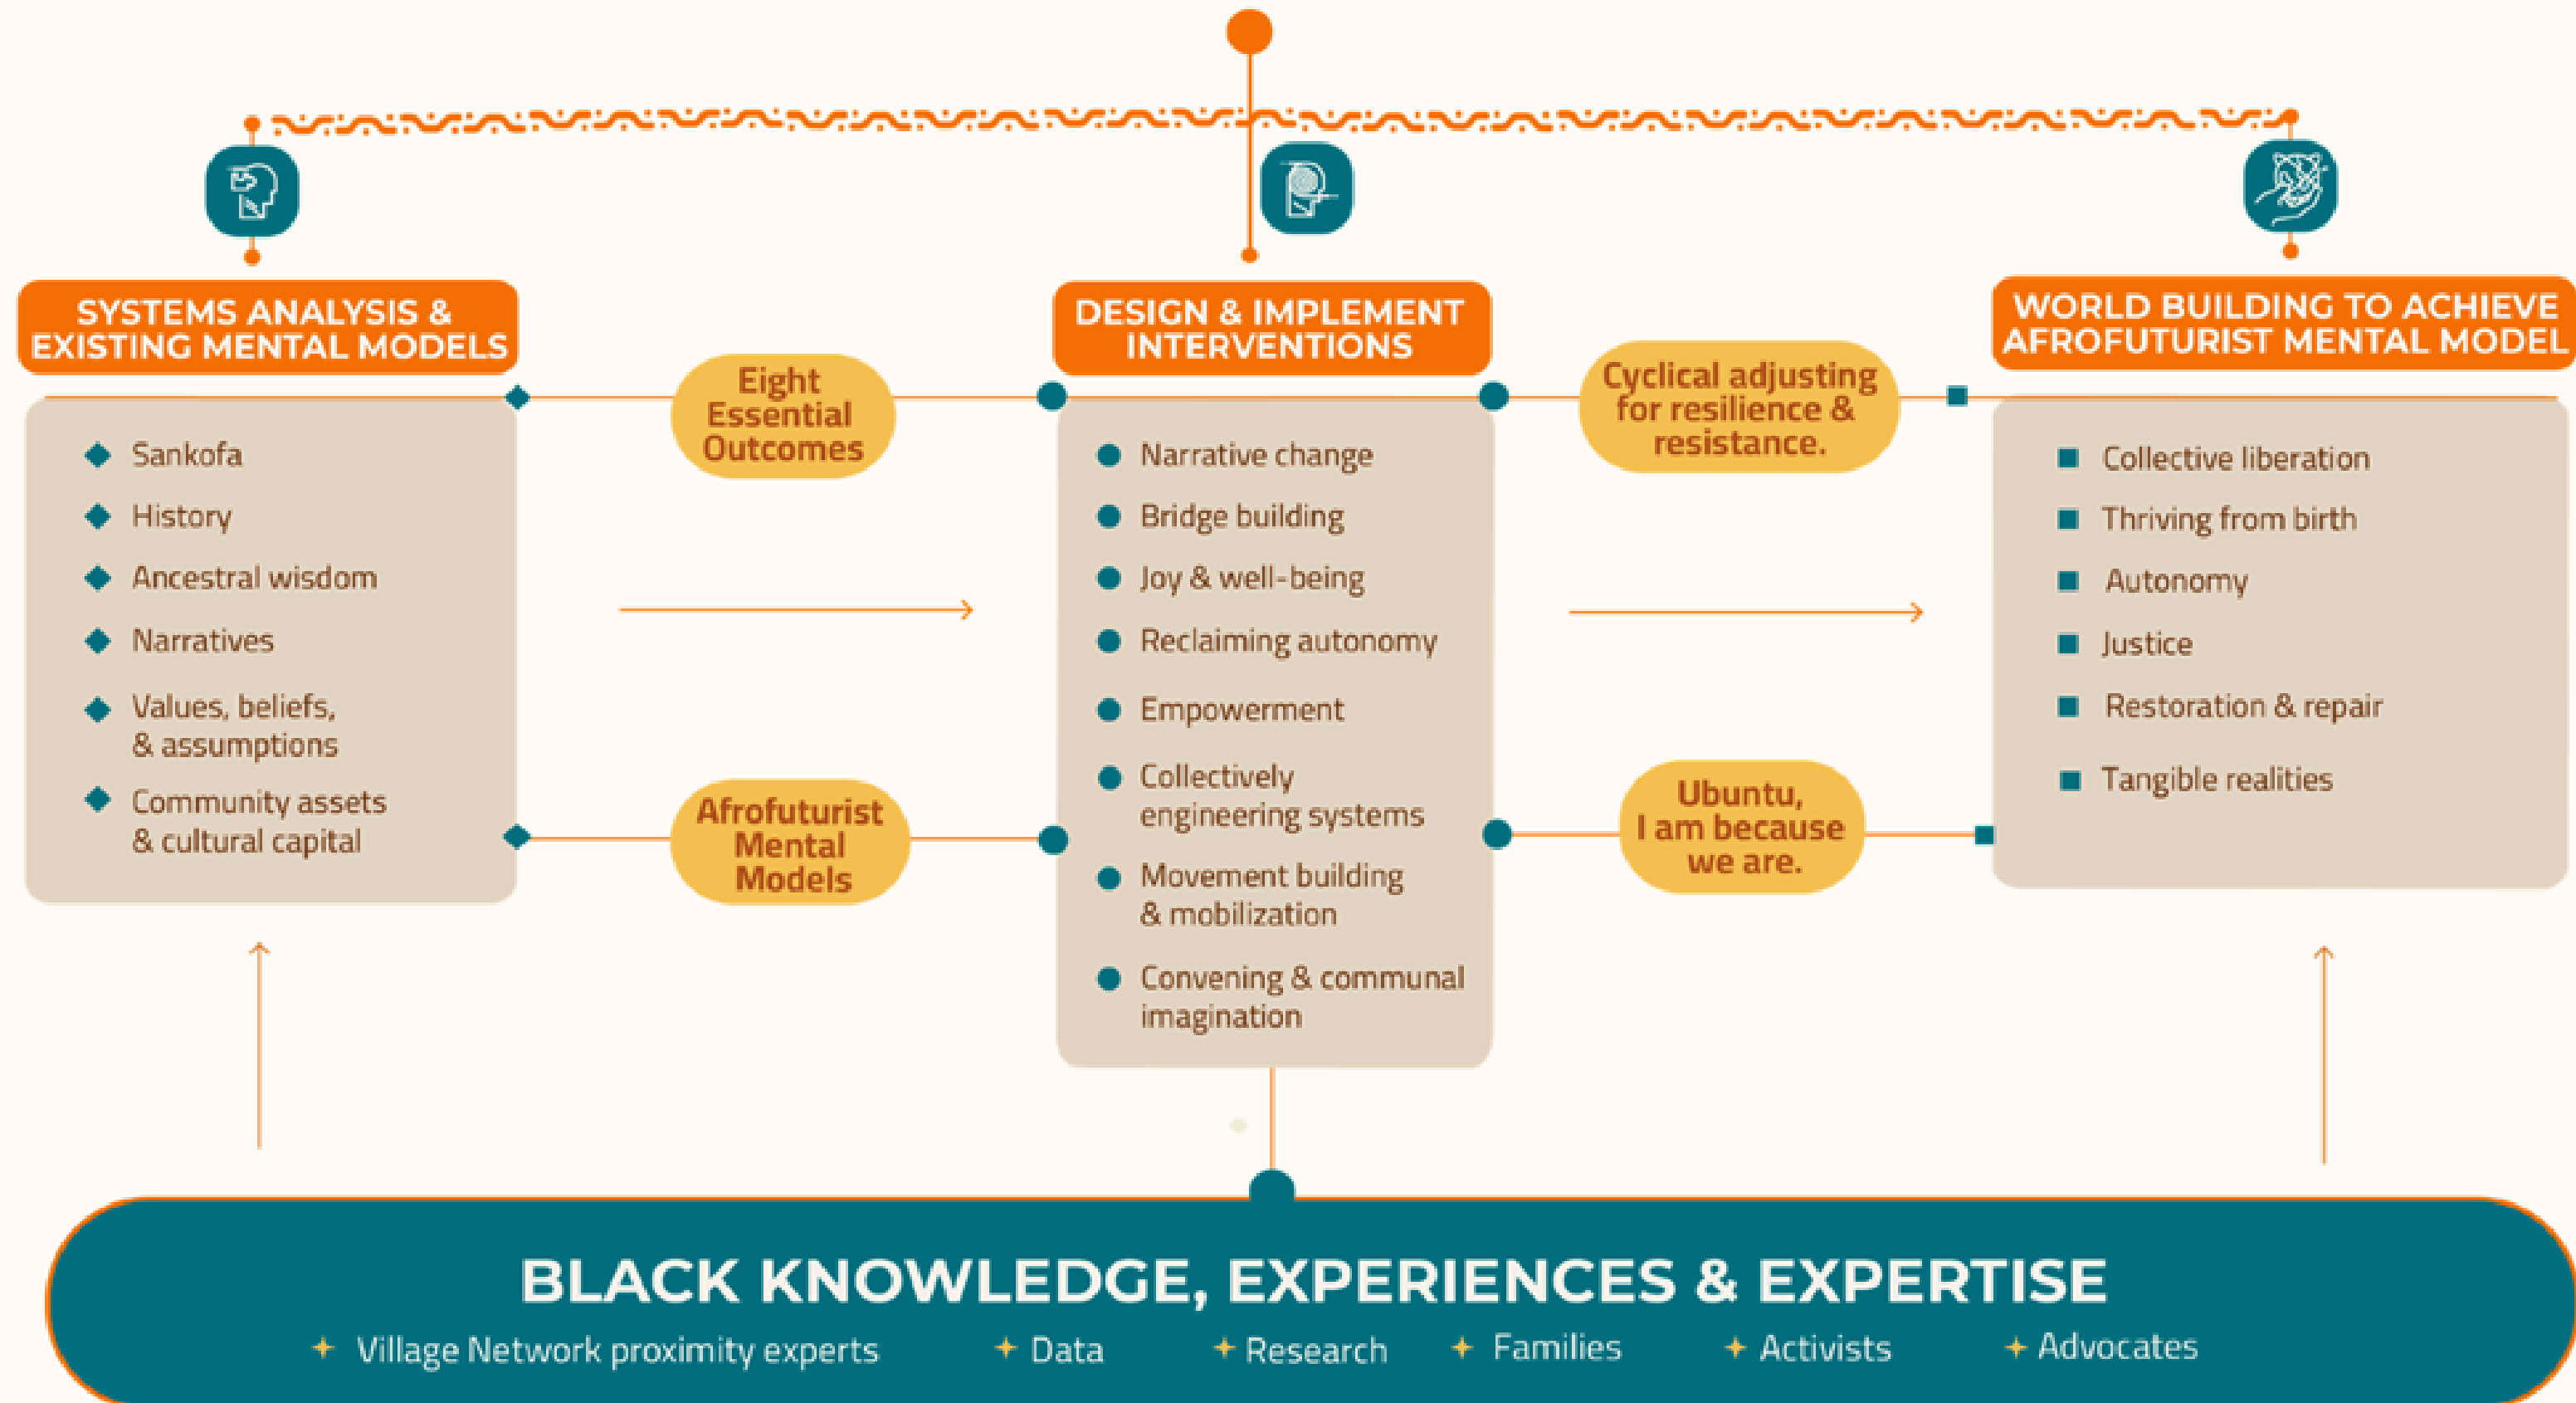 SYSTEMS ANALYSIS &
EXISTING MENTAL MODELS
Sankofa
History
Ancestral wisdom
Narratives
Values, beliefs,
& assumptions
Community assets
& cultural capital
Eight
Essential
Outcomes
Afrofuturist
Mental
Models
DESIGN & IMPLEMENT
INTERVENTIONS
Narrative change
Bridge building
Joy & well-being
Reclaiming autonomy
Empowerment
Collectively
engineering systems
Movement building
& mobilization
Convening & communal
imagination
Cyclical adjusting
for resilience &
resistance.
Ubuntu,
I am because
we are.
WORLD BUILDING TO ACHIEVE
AFROFUTURIST MENTAL MODEL
Collective liberation
Thriving from birth
Autonomy
Justice
Restoration & repair
Tangible realities
BLACK KNOWLEDGE, EXPERIENCES & EXPERTISE
Village Network proximity experts Data Research Families Activists Advocates